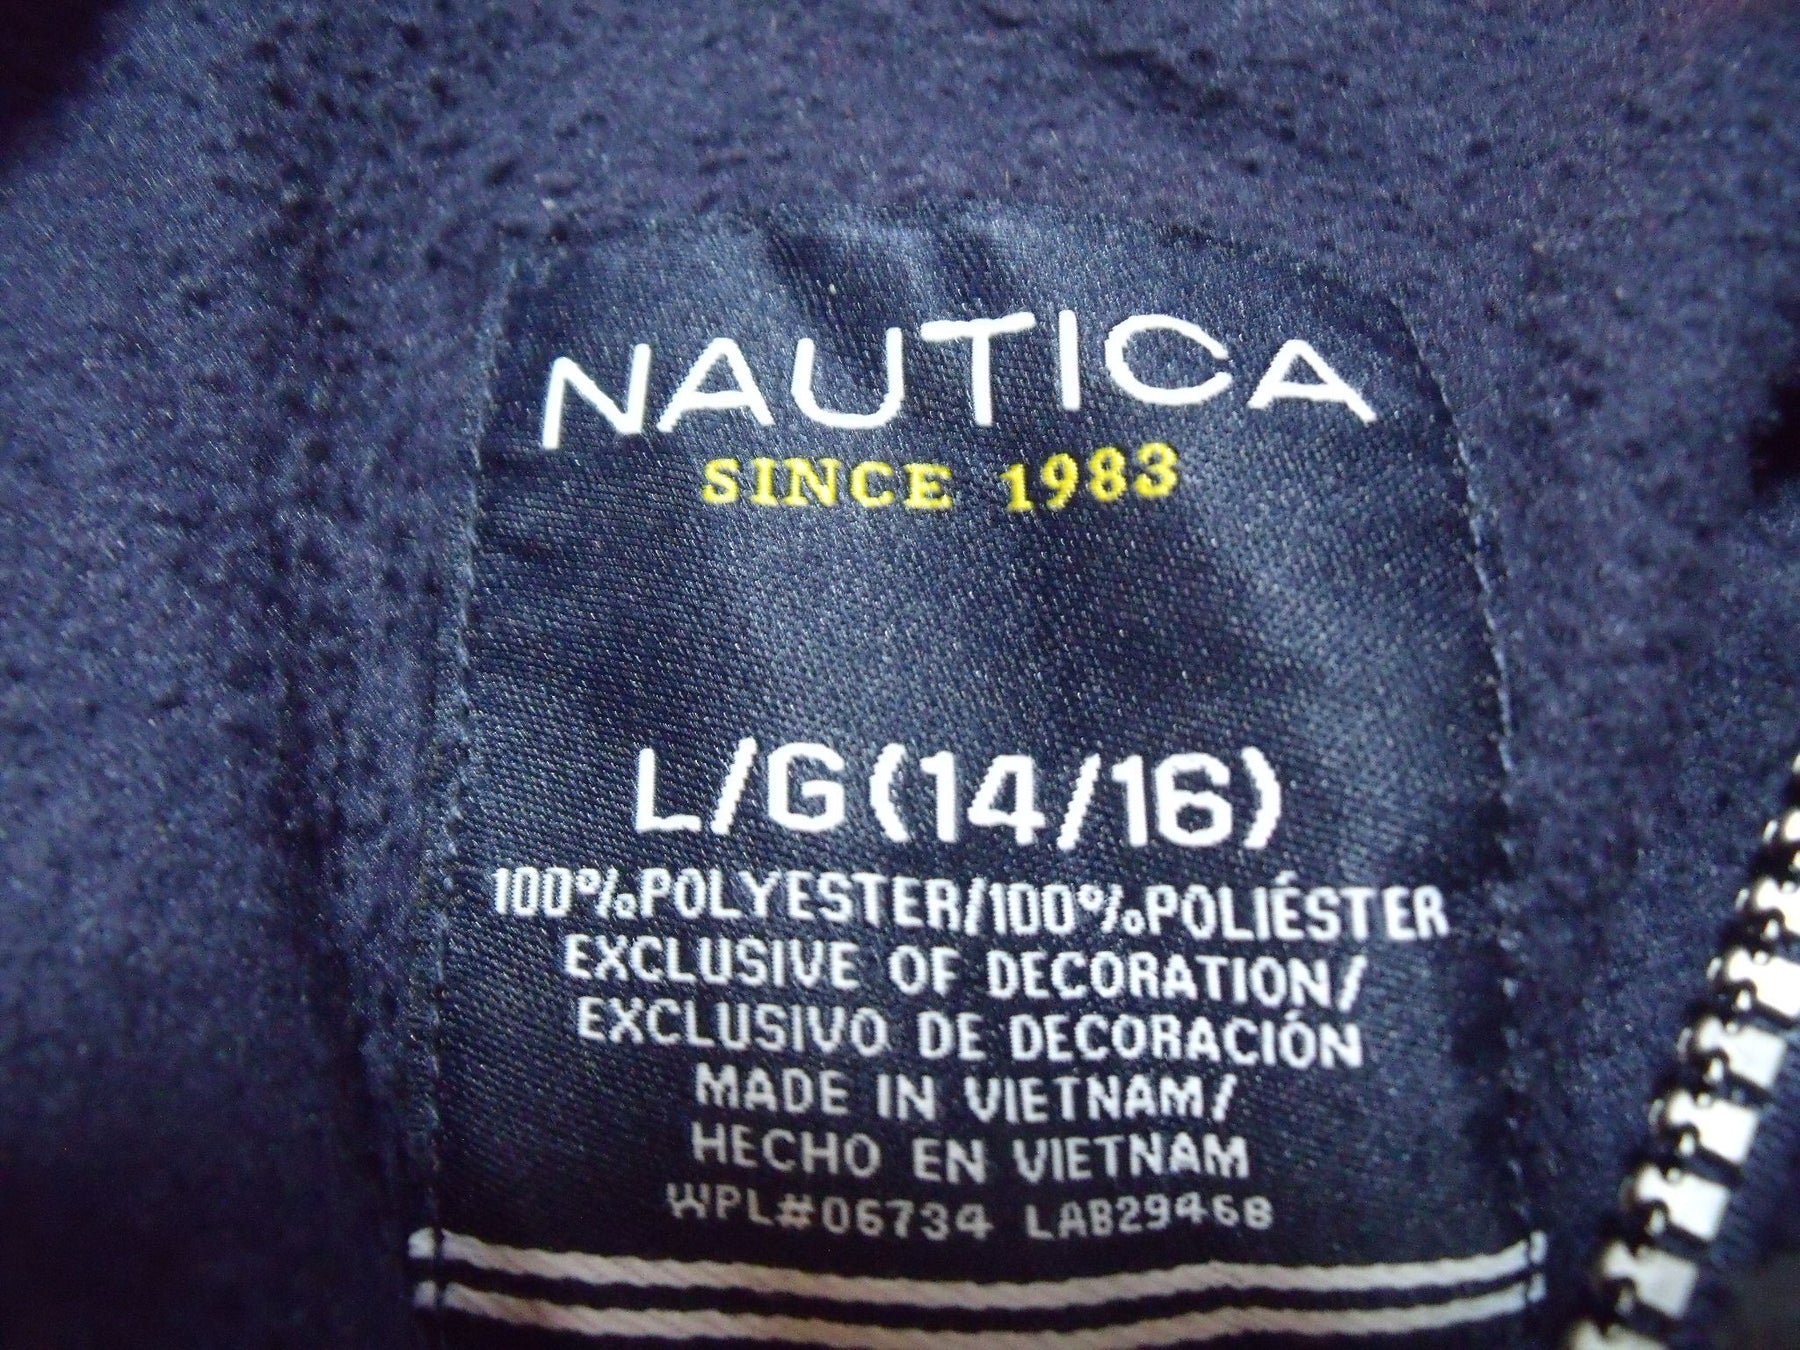 NAUTICA
SINCE 1983
L/G(14/16)
100%POLYESTER/100%POLIÉSTER
EXCLUSIVE OF DECORATION/
EXCLUSIVO DE DECORACIÓN
MADE IN VIETNAM/
HECHO EN VIETNAM
WPL#06734 LAB29468